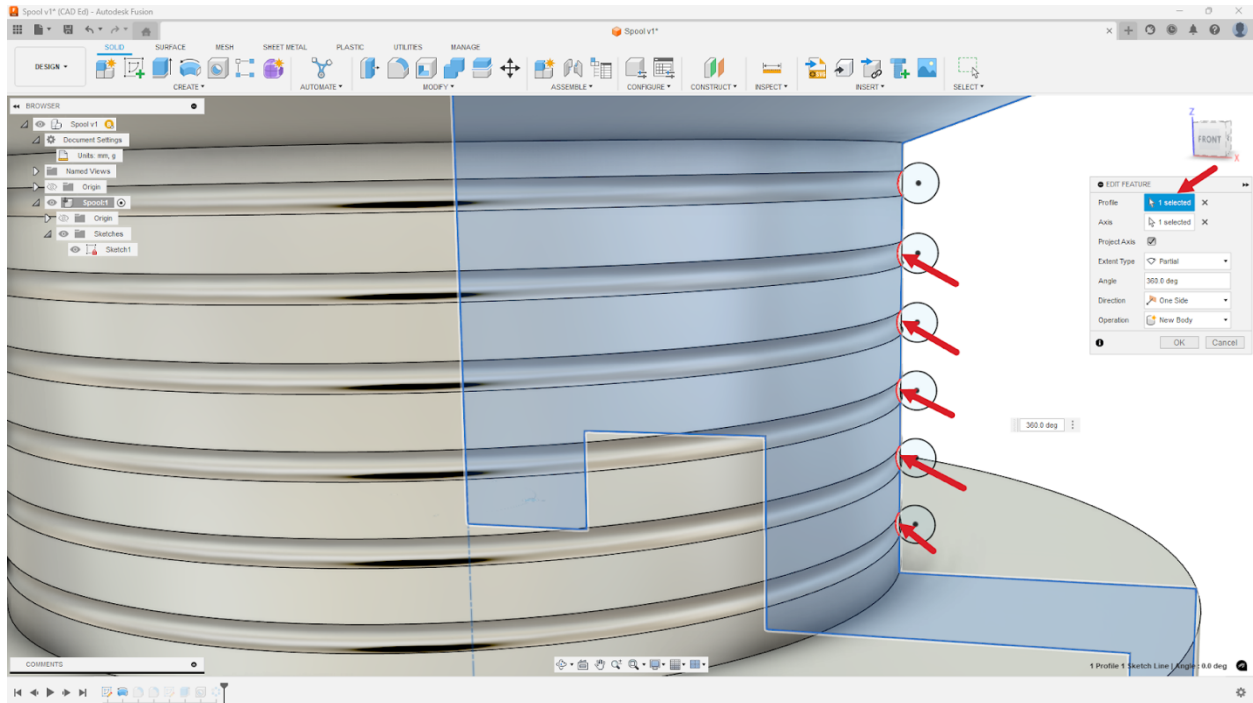 Spool v1* (CAD Ed) - Autodesk Fusion
Spool v1*
SOLID SURFACE MESH SHEET METAL PLASTIC UTILITIES MANAGE
DESIGN
CREATE AUTOMATE MODIFY ASSEMBLE CONFIGURE CONSTRUCT INSPECT INSERT SELECT
BROWSER
Spool v1
Document Settings
Units: mm, g
Named Views
Origin
Spool:1
Origin
Sketches
Sketch1
Z
FRONT
X
EDIT FEATURE
Profile 1 selected
Axis 1 selected
Project Axis
Extent Type Partial
Angle 360.0 deg
Direction One Side
Operation New Body
OK Cancel
360.0 deg
COMMENTS
1 Profile 1 Sketch Line | Angle : 0.0 deg